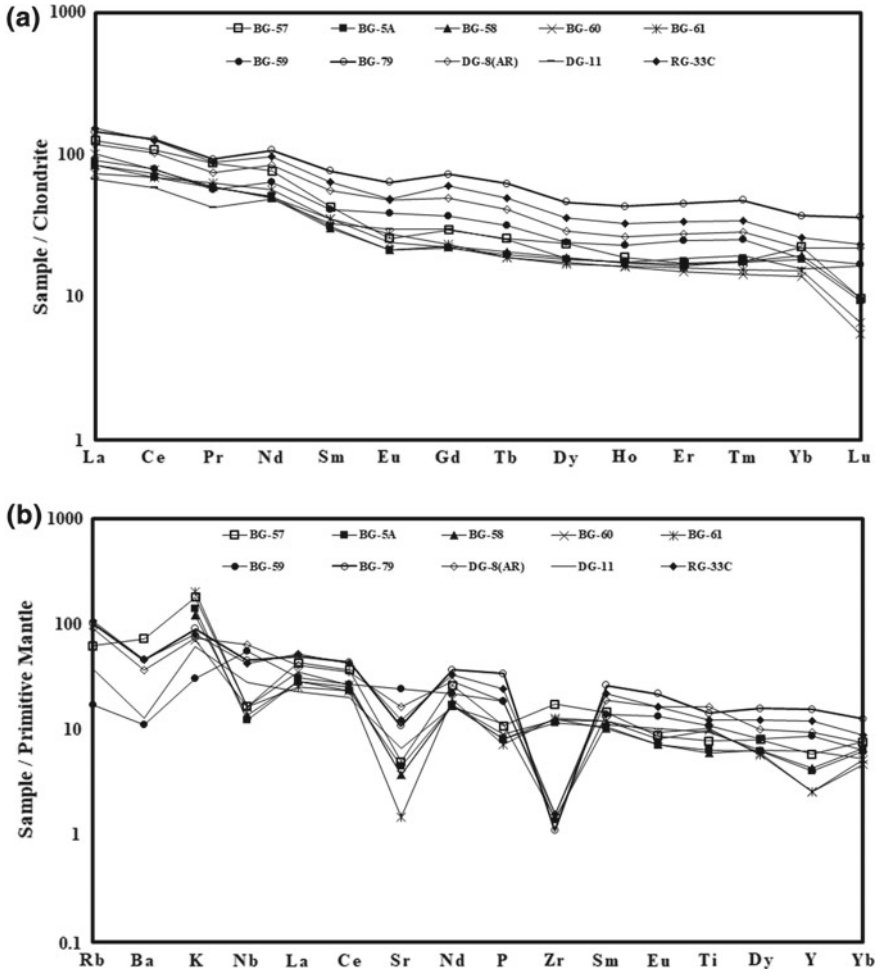 (a)
1000
BG-57 BG-5A BG-58 BG-60 BG-61
BG-59 BG-79 DG-8(AR) DG-11 RG-33C
100
10
1
Sample / Chondrite
La Ce Pr Nd Sm Eu Gd Tb Dy Ho Er Tm Yb Lu
(b)
1000
BG-57 BG-5A BG-58 BG-60 BG-61
BG-59 BG-79 DG-8(AR) DG-11 RG-33C
100
10
1
0.1
Sample / Primitive Mantle
Rb Ba K Nb La Ce Sr Nd P Zr Sm Eu Ti Dy Y Yb